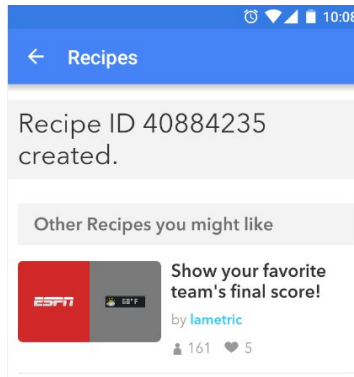 10:08
Recipes
Recipe ID 40884235
created.
Other Recipes you might like
Show your favorite
team's final score!
by lametric
161 5
ESPN
68°F